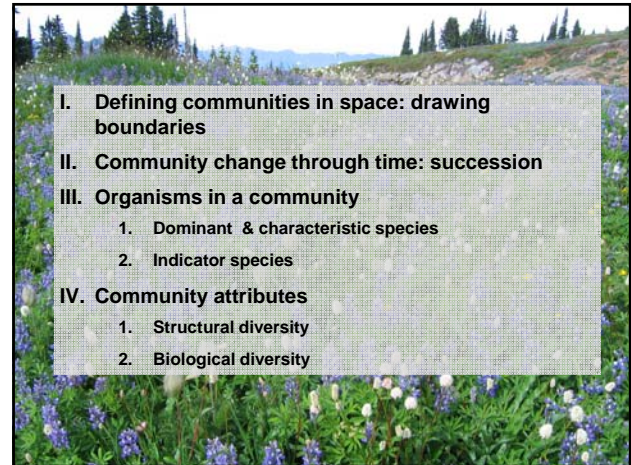 I. Defining communities in space: drawing
boundaries
II. Community change through time: succession
III. Organisms in a community
1. Dominant & characteristic species
2. Indicator species
IV. Community attributes
1. Structural diversity
2. Biological diversity